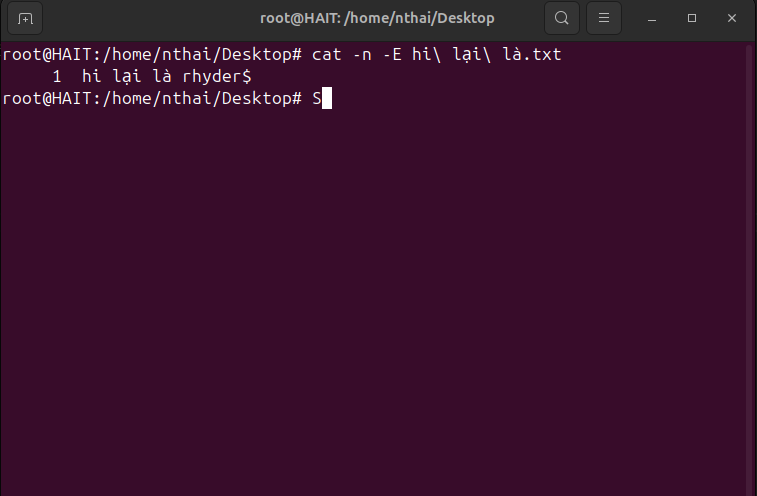 root@HAIT: /home/nthai/Desktop
root@HAIT:/home/nthai/Desktop# cat -n -E hi\ lại\ là.txt
     1  hi lại là rhyder$
root@HAIT:/home/nthai/Desktop# S